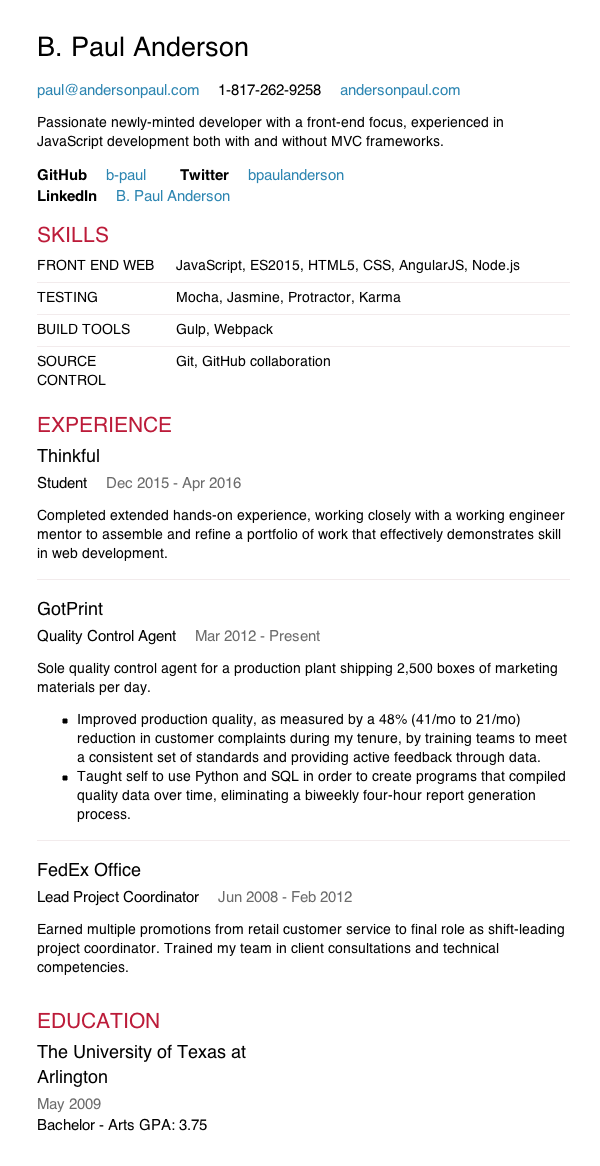 B. Paul Anderson
paul@andersonpaul.com 1-817-262-9258 andersonpaul.com
Passionate newly-minted developer with a front-end focus, experienced in
JavaScript development both with and without MVC frameworks.
GitHub b-paul Twitter bpaulanderson
LinkedIn B. Paul Anderson
SKILLS
FRONT END WEB JavaScript, ES2015, HTML5, CSS, AngularJS, Node.js
TESTING Mocha, Jasmine, Protractor, Karma
BUILD TOOLS Gulp, Webpack
SOURCE Git, GitHub collaboration
CONTROL
EXPERIENCE
Thinkful
Student Dec 2015 - Apr 2016
Completed extended hands-on experience, working closely with a working engineer
mentor to assemble and refine a portfolio of work that effectively demonstrates skill
in web development.
GotPrint
Quality Control Agent Mar 2012 - Present
Sole quality control agent for a production plant shipping 2,500 boxes of marketing
materials per day.
▪ Improved production quality, as measured by a 48% (41/mo to 21/mo)
reduction in customer complaints during my tenure, by training teams to meet
a consistent set of standards and providing active feedback through data.
▪ Taught self to use Python and SQL in order to create programs that compiled
quality data over time, eliminating a biweekly four-hour report generation
process.
FedEx Office
Lead Project Coordinator Jun 2008 - Feb 2012
Earned multiple promotions from retail customer service to final role as shift-leading
project coordinator. Trained my team in client consultations and technical
competencies.
EDUCATION
The University of Texas at
Arlington
May 2009
Bachelor - Arts GPA: 3.75